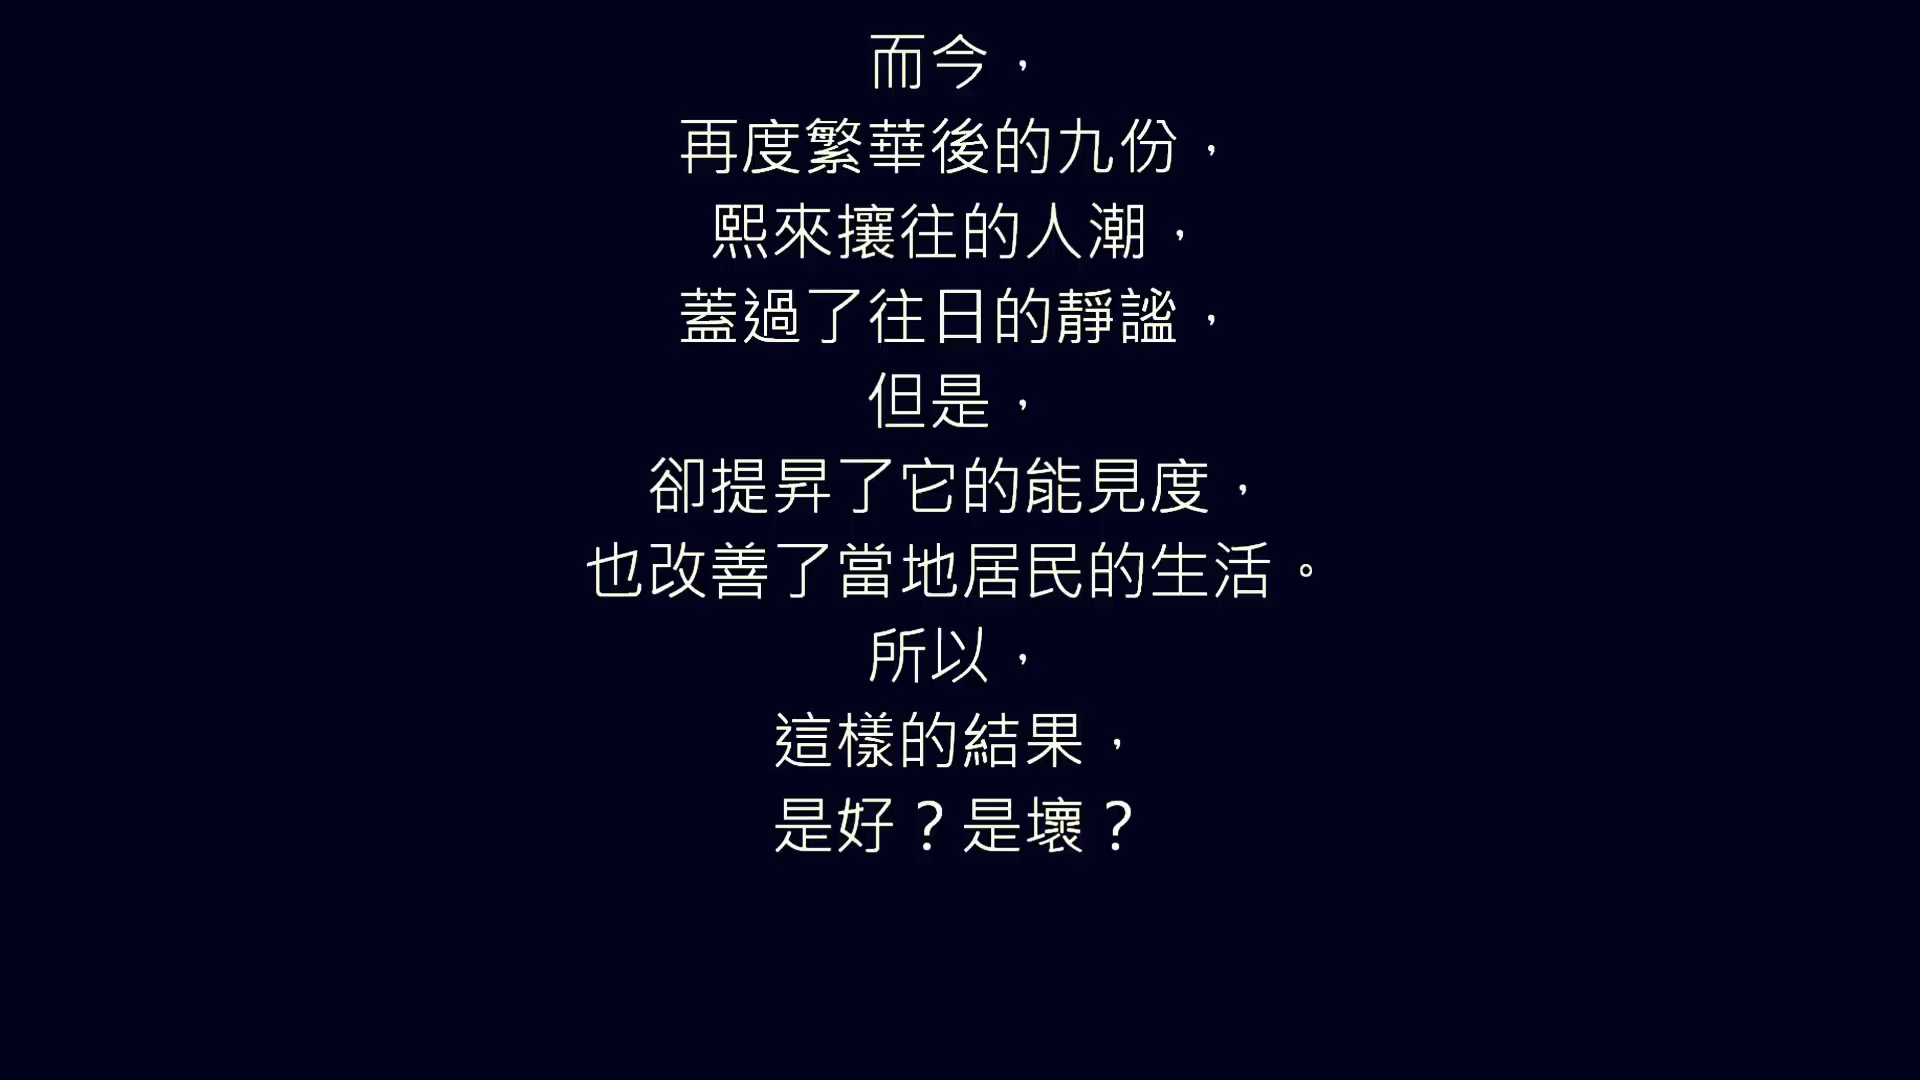 而今，
再度繁華後的九份，
熙來攘往的人潮，
蓋過了往日的靜謐，
但是，
卻提昇了它的能見度，
也改善了當地居民的生活。
所以，
這樣的結果，
是好？是壞？